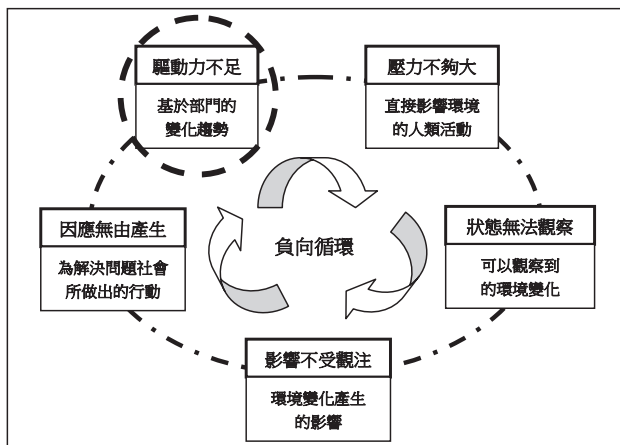 驅動力不足
基於部門的
變化趨勢
壓力不夠大
直接影響環境
的人類活動
狀態無法觀察
可以觀察到
的環境變化
影響不受觀注
環境變化產生
的影響
因應無由產生
為解決問題社會
所做出的行動
負向循環